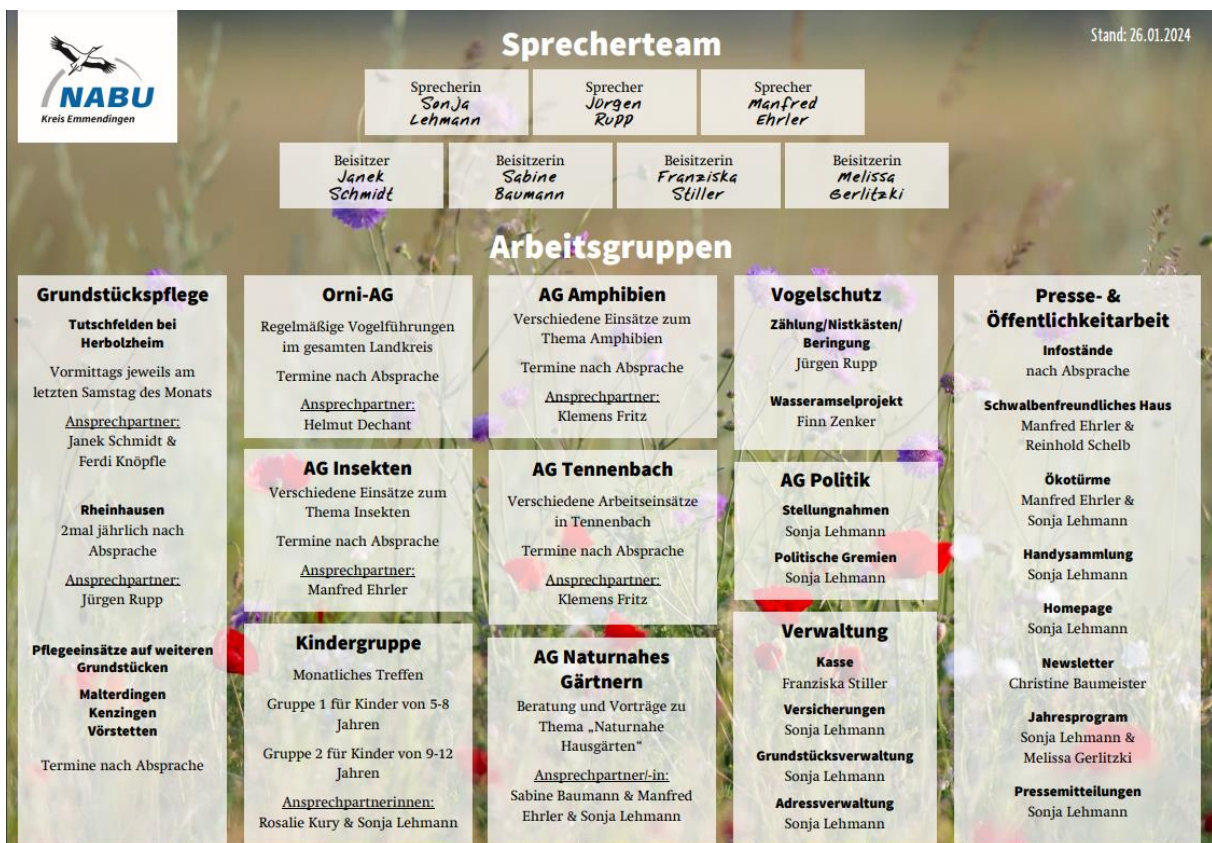 NABU
Kreis Emmendingen
Stand: 26.01.2024
Sprecherteam
Sprecherin
Sonja
Lehmann
Sprecher
Jürgen
Rupp
Sprecher
Manfred
Ehrler
Beisitzer
Janek
Schmidt
Beisitzerin
Sabine
Baumann
Beisitzerin
Franziska
Stiller
Beisitzerin
Melissa
Gerlitzki
Arbeitsgruppen
Grundstückspflege
Tutschfelden bei
Herbolzheim
Vormittags jeweils am
letzten Samstag des Monats
Ansprechpartner:
Janek Schmidt &
Ferdi Knöpfle
Rheinhausen
2mal jährlich nach
Absprache
Ansprechpartner:
Jürgen Rupp
Pflegeeinsätze auf weiteren
Grundstücken
Malterdingen
Kenzingen
Vörstetten
Termine nach Absprache
Orni-AG
Regelmäßige Vogelführungen
im gesamten Landkreis
Termine nach Absprache
Ansprechpartner:
Helmut Dechant
AG Insekten
Verschiedene Einsätze zum
Thema Insekten
Termine nach Absprache
Ansprechpartner:
Manfred Ehrler
Kindergruppe
Monatliches Treffen
Gruppe 1 für Kinder von 5-8
Jahren
Gruppe 2 für Kinder von 9-12
Jahren
Ansprechpartnerinnen:
Rosalie Kury & Sonja Lehmann
AG Amphibien
Verschiedene Einsätze zum
Thema Amphibien
Termine nach Absprache
Ansprechpartner:
Klemens Fritz
AG Tennenbach
Verschiedene Arbeitseinsätze
in Tennenbach
Termine nach Absprache
Ansprechpartner:
Klemens Fritz
AG Naturnahes
Gärtnern
Beratung und Vorträge zu
Thema „Naturnahe
Hausgärten“
Ansprechpartner/-in:
Sabine Baumann & Manfred
Ehrler & Sonja Lehmann
Vogelschutz
Zählung/Nistkästen/
Beringung
Jürgen Rupp
Wasseramselprojekt
Finn Zenker
AG Politik
Stellungnahmen
Sonja Lehmann
Politische Gremien
Sonja Lehmann
Verwaltung
Kasse
Franziska Stiller
Versicherungen
Sonja Lehmann
Grundstücksverwaltung
Sonja Lehmann
Adressverwaltung
Sonja Lehmann
Presse- &
Öffentlichkeitarbeit
Infostände
nach Absprache
Schwalbenfreundliches Haus
Manfred Ehrler &
Reinhold Schelb
Ökotürme
Manfred Ehrler &
Sonja Lehmann
Handysammlung
Sonja Lehmann
Homepage
Sonja Lehmann
Newsletter
Christine Baumeister
Jahresprogram
Sonja Lehmann &
Melissa Gerlitzki
Pressemitteilungen
Sonja Lehmann